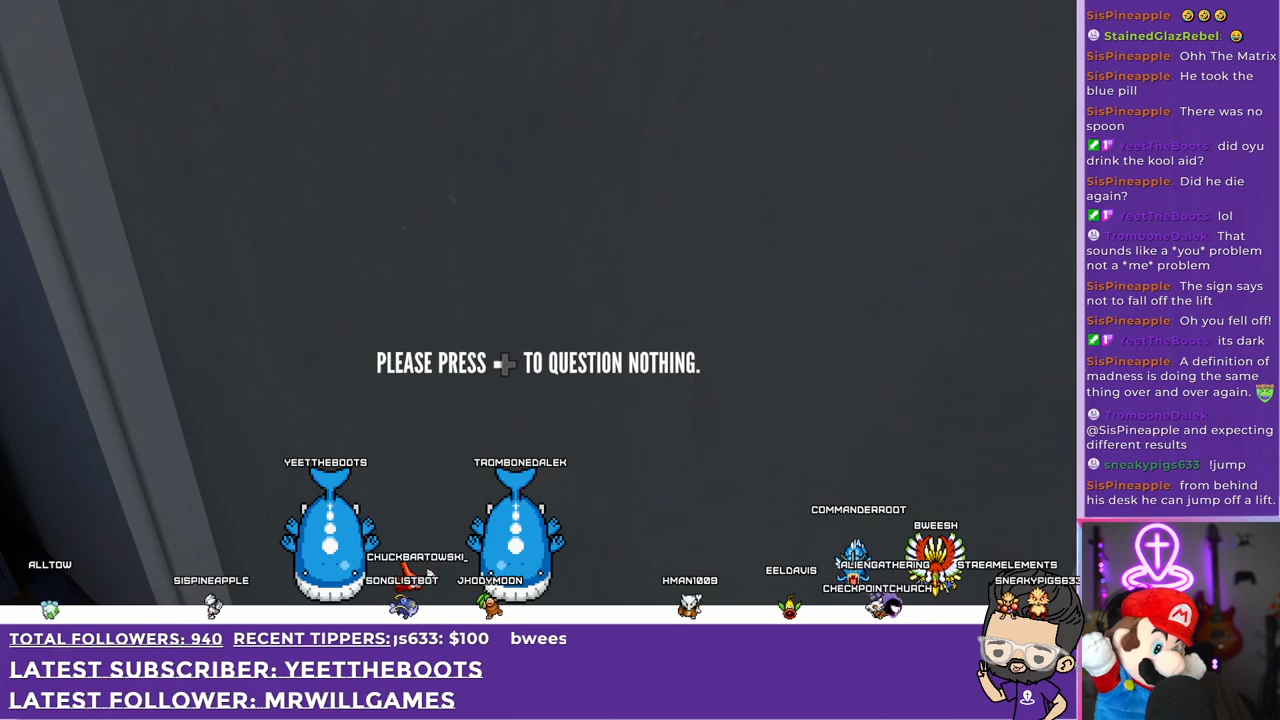 PLEASE PRESS TO QUESTION NOTHING.
YEETTHEBOOTS
TROMBONEDALEK
COMMANDERROOT
BWEESH
CHUCKBARTOWSKI_
ALLTOW
SISPINEAPPLE
SONGLISTBOT
JHODYMOON
HMAN1009
EELDAVIS
ALIENGATHERING
STREAMELEMENTS
CHECKPOINTCHURCH
SNEAKYPIGS633
TOTAL FOLLOWERS: 940 RECENT TIPPERS: s633: $100 bwees
LATEST SUBSCRIBER: YEETTHEBOOTS
LATEST FOLLOWER: MRWILLGAMES
SisPineapple: 🤣 🤣 🤣
StainedGlazRebel: 😂
SisPineapple: Ohh The Matrix
SisPineapple: He took the
blue pill
SisPineapple: There was no
spoon
YeetTheBoots: did oyu
drink the kool aid?
SisPineapple: Did he die
again?
YeetTheBoots: lol
TromboneDalek: That
sounds like a *you* problem
not a *me* problem
SisPineapple: The sign says
not to fall off the lift
SisPineapple: Oh you fell off!
YeetTheBoots: its dark
SisPineapple: A definition of
madness is doing the same
thing over and over again.
TromboneDalek:
@SisPineapple and expecting
different results
sneakypigs633: !jump
SisPineapple: from behind
his desk he can jump off a lift.
M